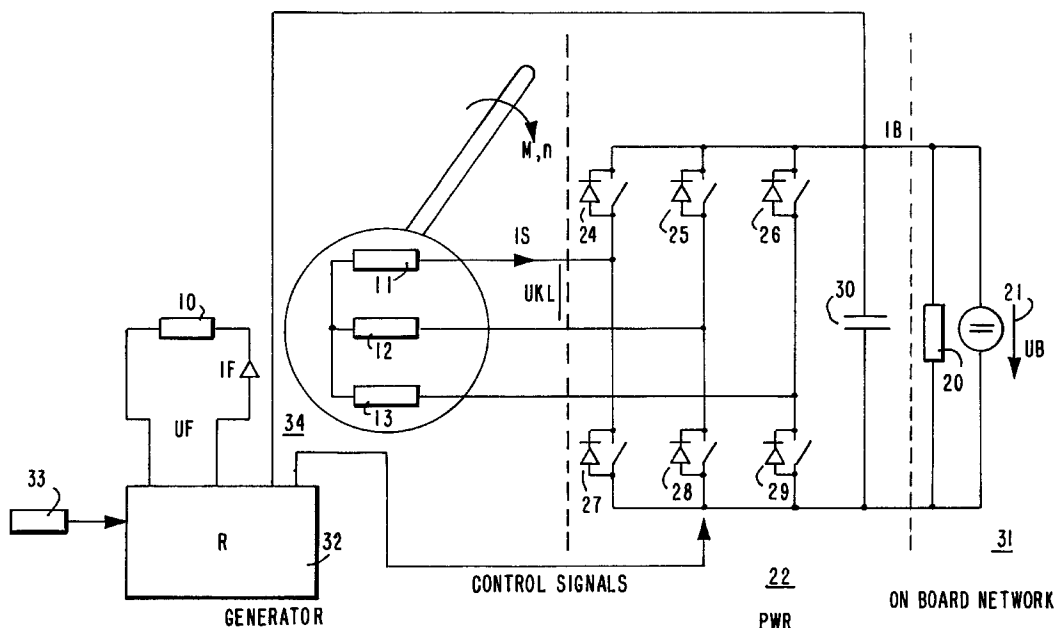 IB
M,n
24
25
26
IS
11
UKL
30
21
10
UB
12
20
IF
13
UF
34
33
27
28
29
R
32
31
CONTROL SIGNALS
22
ON BOARD NETWORK
GENERATOR
PWR